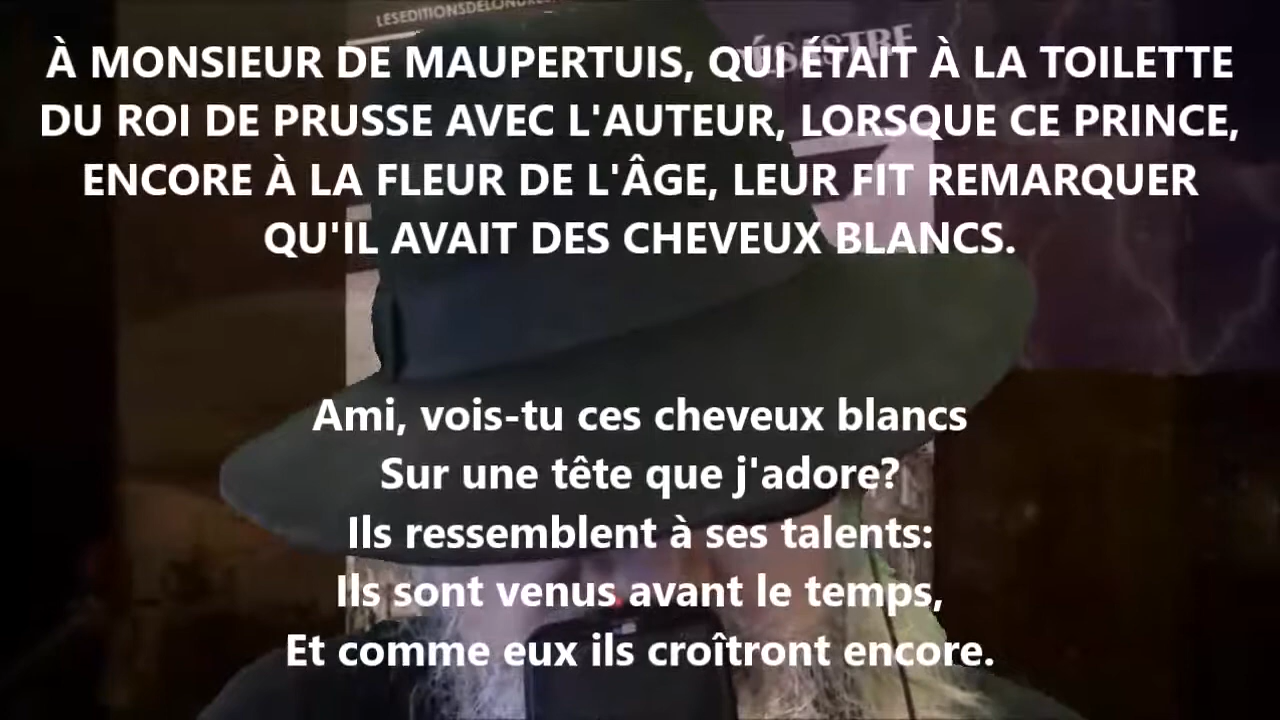 LESEDITIONSDELONDRES
DÉSASTRE
À MONSIEUR DE MAUPERTUIS, QUI ÉTAIT À LA TOILETTE
DU ROI DE PRUSSE AVEC L'AUTEUR, LORSQUE CE PRINCE,
ENCORE À LA FLEUR DE L'ÂGE, LEUR FIT REMARQUER
QU'IL AVAIT DES CHEVEUX BLANCS.
Ami, vois-tu ces cheveux blancs
Sur une tête que j'adore?
Ils ressemblent à ses talents:
Ils sont venus avant le temps,
Et comme eux ils croîtront encore.